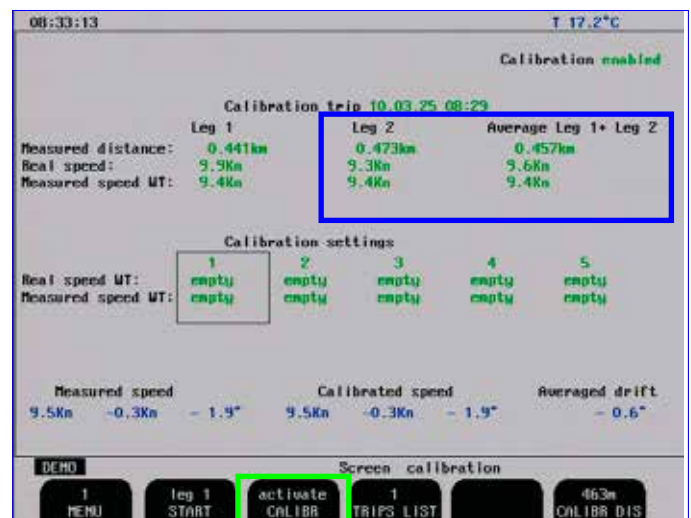 08:33:13 T 17.2°C
Calibration enabled
Calibration trip 10.03.25 08:29
Leg 1 Leg 2 Average Leg 1+ Leg 2
Measured distance: 0.441km 0.473km 0.457km
Real speed: 9.9Kn 9.3Kn 9.6Kn
Measured speed WT: 9.4Kn 9.4Kn 9.4Kn
Calibration settings
1 2 3 4 5
Real speed WT: empty empty empty empty empty
Measured speed WT: empty empty empty empty empty
Measured speed Calibrated speed Averaged drift
9.5Kn -0.3Kn - 1.9° 9.5Kn -0.3Kn - 1.9° - 0.6°
DEMO Screen calibration
1 leg 1 activate 1 463m
MENU START CALIBR TRIPS LIST CALIBR DIS